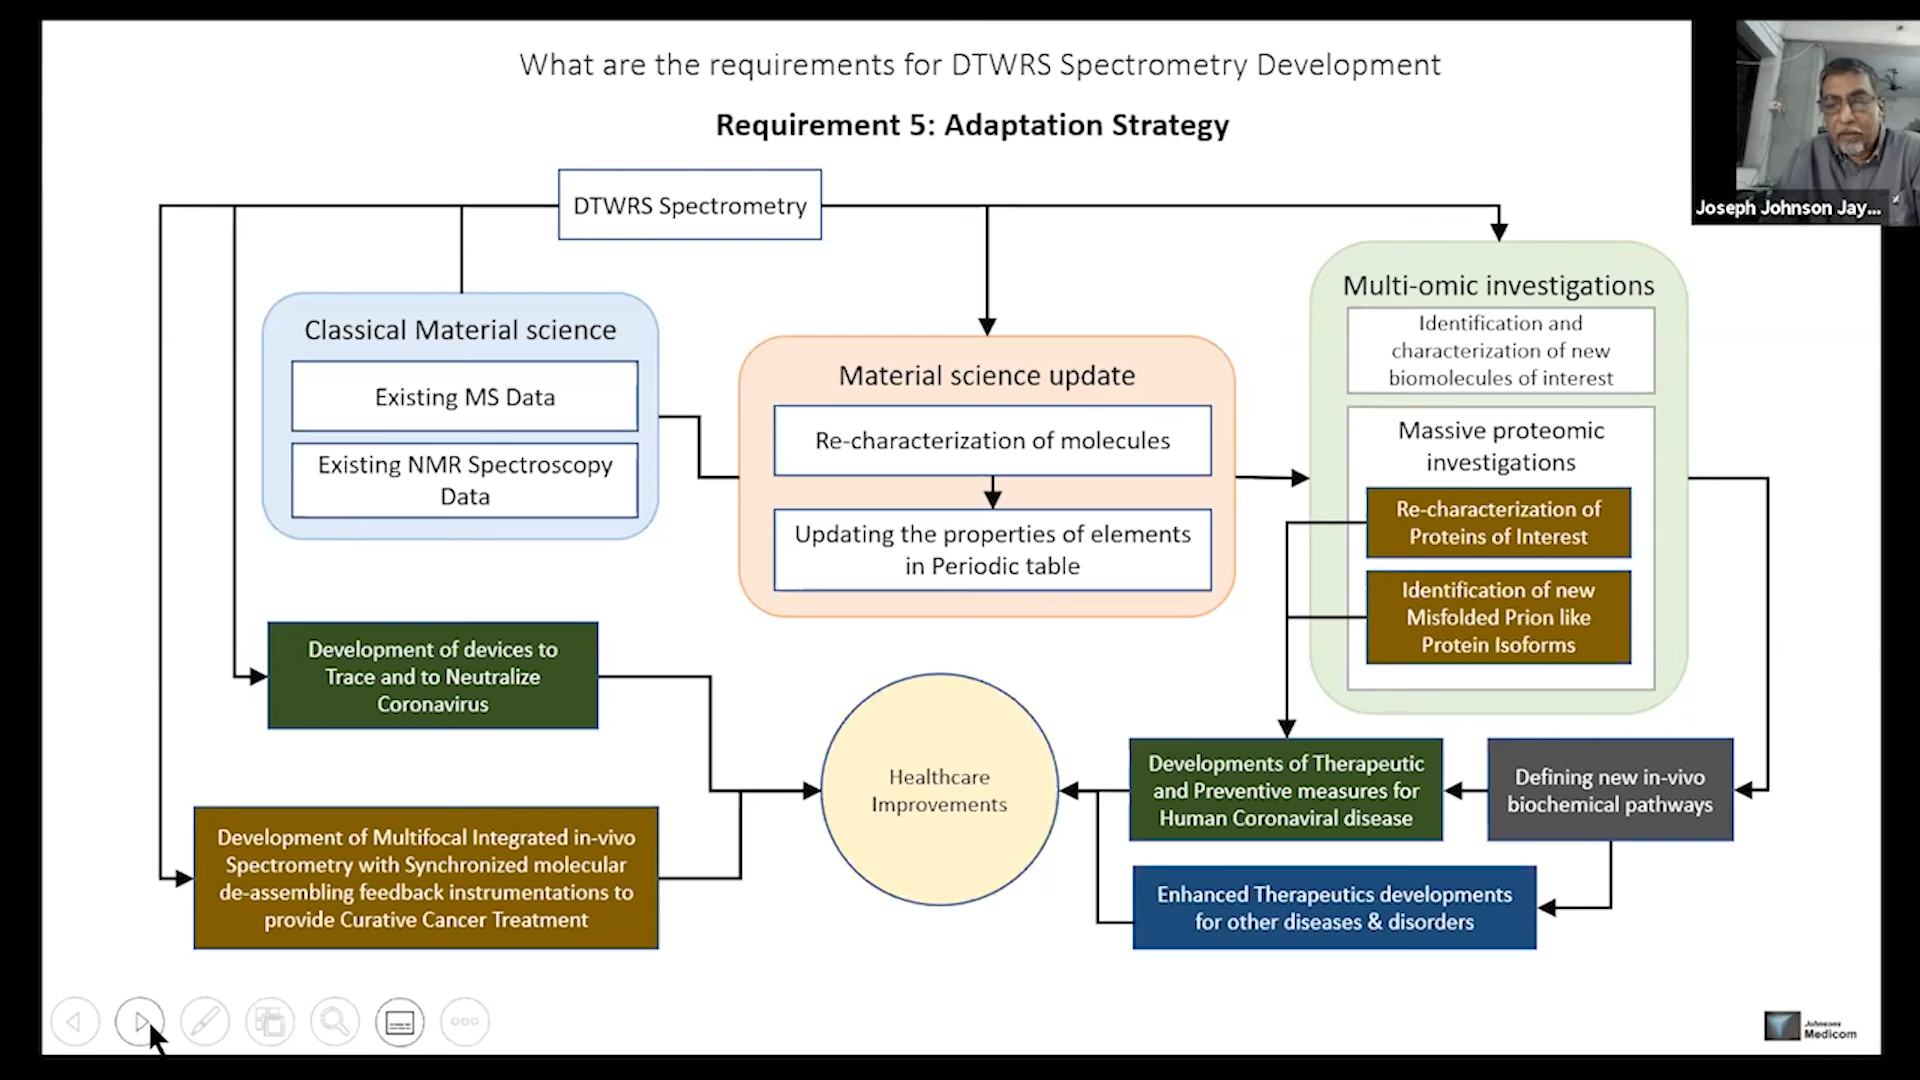 What are the requirements for DTWRS Spectrometry Development
Requirement 5: Adaptation Strategy
Joseph Johnson Jay...
DTWRS Spectrometry
Classical Material science
Existing MS Data
Existing NMR Spectroscopy
Data
Material science update
Re-characterization of molecules
Updating the properties of elements
in Periodic table
Multi-omic investigations
Identification and
characterization of new
biomolecules of interest
Massive proteomic
investigations
Re-characterization of
Proteins of Interest
Identification of new
Misfolded Prion like
Protein Isoforms
Development of devices to
Trace and to Neutralize
Coronavirus
Development of Multifocal Integrated in-vivo
Spectrometry with Synchronized molecular
de-assembling feedback instrumentations to
provide Curative Cancer Treatment
Healthcare
Improvements
Developments of Therapeutic
and Preventive measures for
Human Coronaviral disease
Defining new in-vivo
biochemical pathways
Enhanced Therapeutics developments
for other diseases & disorders
Johnsons
Medicom